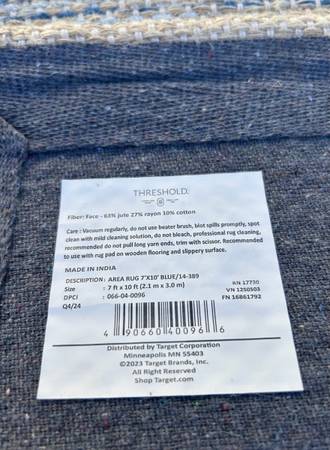 THRESHOLD.
Fiber: Face - 63% jute 27% rayon 10% cotton
Care : Vacuum regularly, do not use beater brush, blot spills promptly, spot
clean with mild cleaning solution, do not bleach, professional rug cleaning,
recommended do not pull long yarn ends, trim with scissor. Recommended
to use with rug pad on wooden flooring and slippery surface.
MADE IN INDIA
DESCRIPTION: AREA RUG 7'X10' BLUE/14-389
RN 17730
Size : 7 ft x 10 ft (2.1 m x 3.0 m)
VN 1250503
DPCI : 066-04-0096
FN 16861792
Q4/24
4 90660 40096 6
Distributed by Target Corporation
Minneapolis MN 55403
©2023 Target Brands, Inc.
All Right Reserved
Shop Target.com